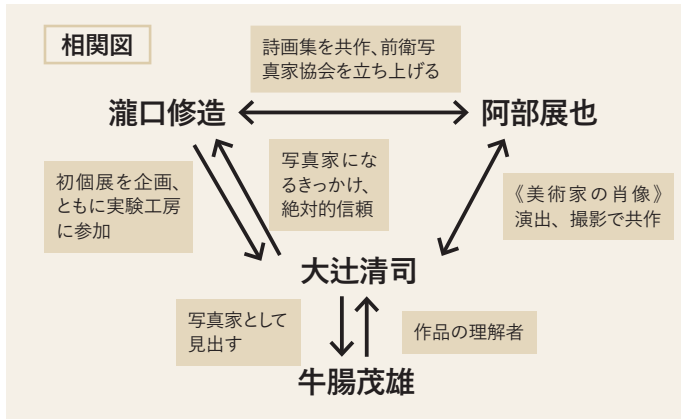 相関図
詩画集を共作、前衛写
真家協会を立ち上げる
瀧口修造
阿部展也
初個展を企画、
ともに実験工房
に参加
写真家にな
るきっかけ、
絶対的信頼
《美術家の肖像》
演出、撮影で共作
大辻清司
写真家として
見出す
作品の理解者
牛腸茂雄